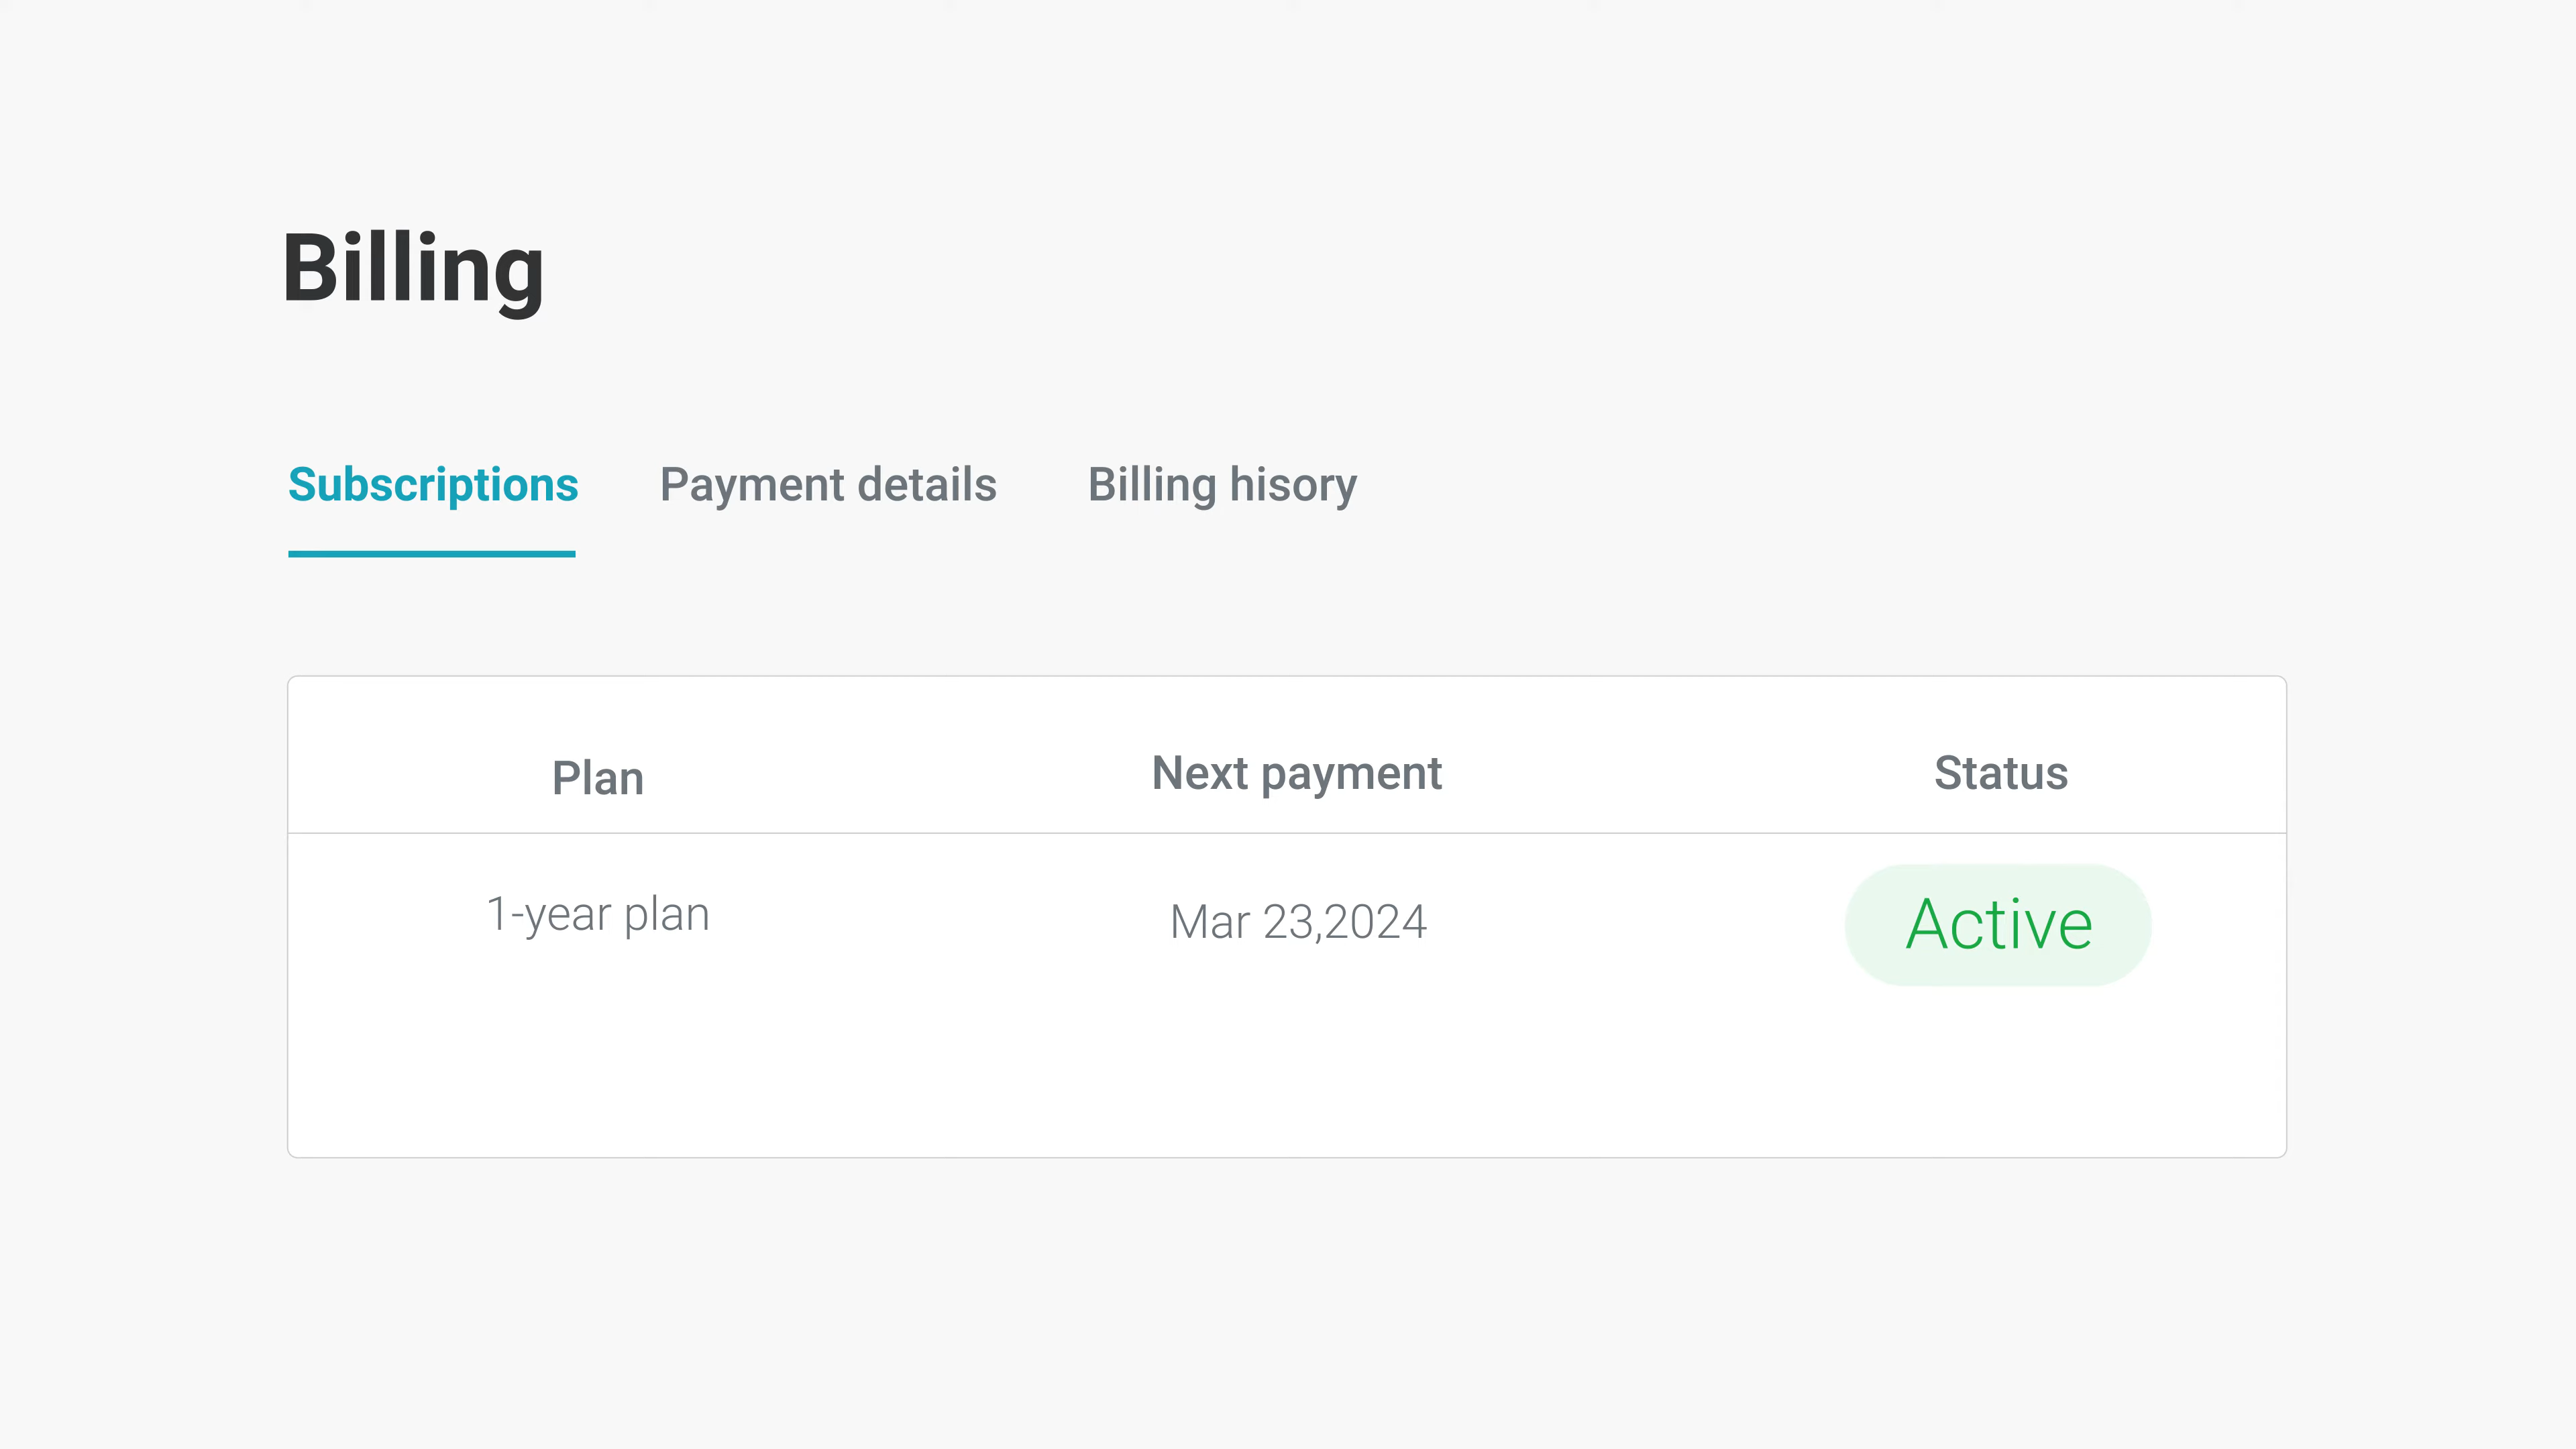 Billing
Subscriptions Payment details Billing hisory
Plan Next payment Status
1-year plan Mar 23,2024 Active